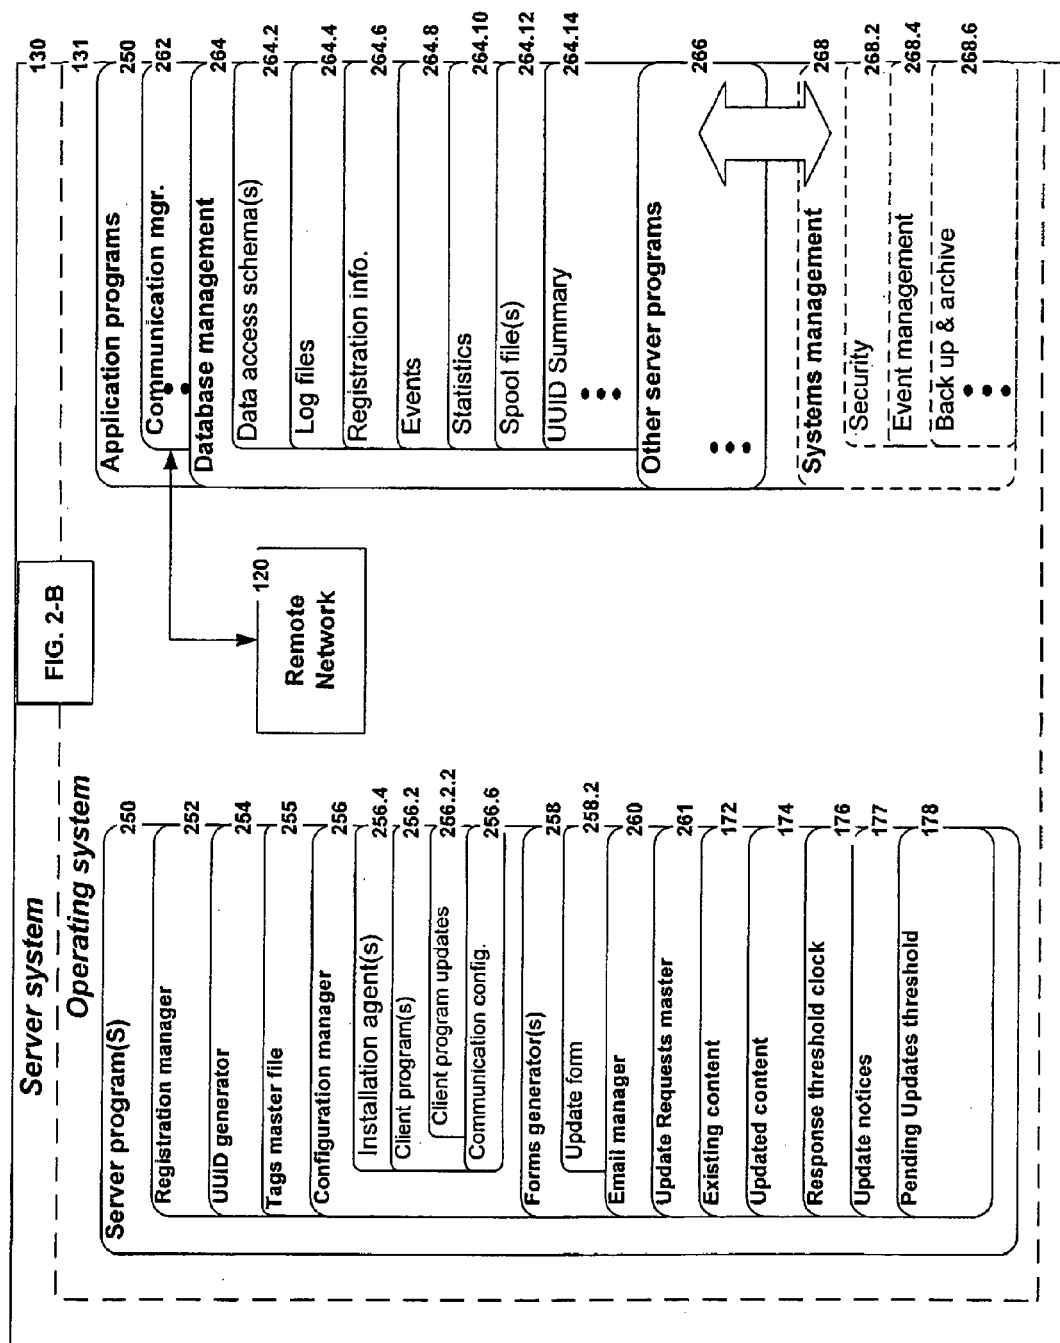 Server system
FIG. 2-B
130
Operating system
131
Server program(S)
250
Registration manager
252
UUID generator
254
Tags master file
255
Configuration manager
256
Installation agent(s)
256.4
Client program(s)
256.2
Client program updates
266.2.2
Communication config.
256.6
Forms generator(s)
258
Update form
258.2
Email manager
260
Update Requests master
261
Existing content
172
Updated content
174
Response threshold clock
176
Update notices
177
Pending Updates threshold
178
Remote
Network
120
Application programs
250
Communication mgr.
262
Database management
264
Data access schema(s)
264.2
Log files
264.4
Registration info.
264.6
Events
264.8
Statistics
264.10
Spool file(s)
264.12
UUID Summary
264.14
Other server programs
266
Systems management
268
Security
268.2
Event management
268.4
Back up & archive
268.6